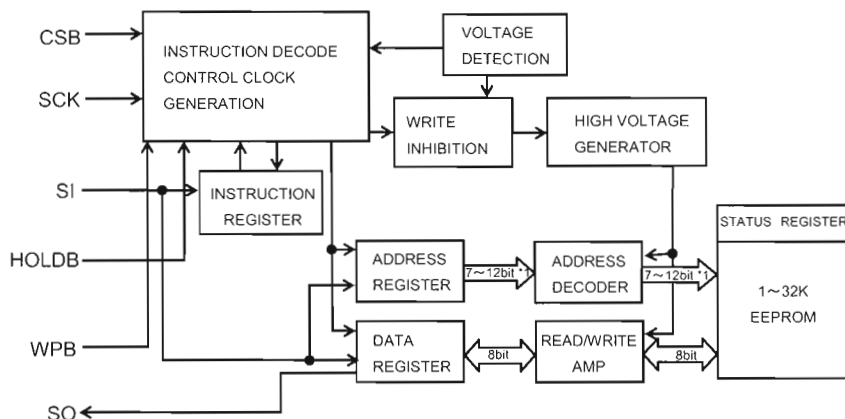 CSB
SCK
SI
HOLDB
WPB
SO
INSTRUCTION DECODE
CONTROL CLOCK
GENERATION
VOLTAGE
DETECTION
WRITE
INHIBITION
HIGH VOLTAGE
GENERATOR
INSTRUCTION
REGISTER
ADDRESS
REGISTER
7～12bit *1
ADDRESS
DECODER
7～12bit *1
DATA
REGISTER
8bit
READ/WRITE
AMP
8bit
STATUS REGISTER
1～32K
EEPROM